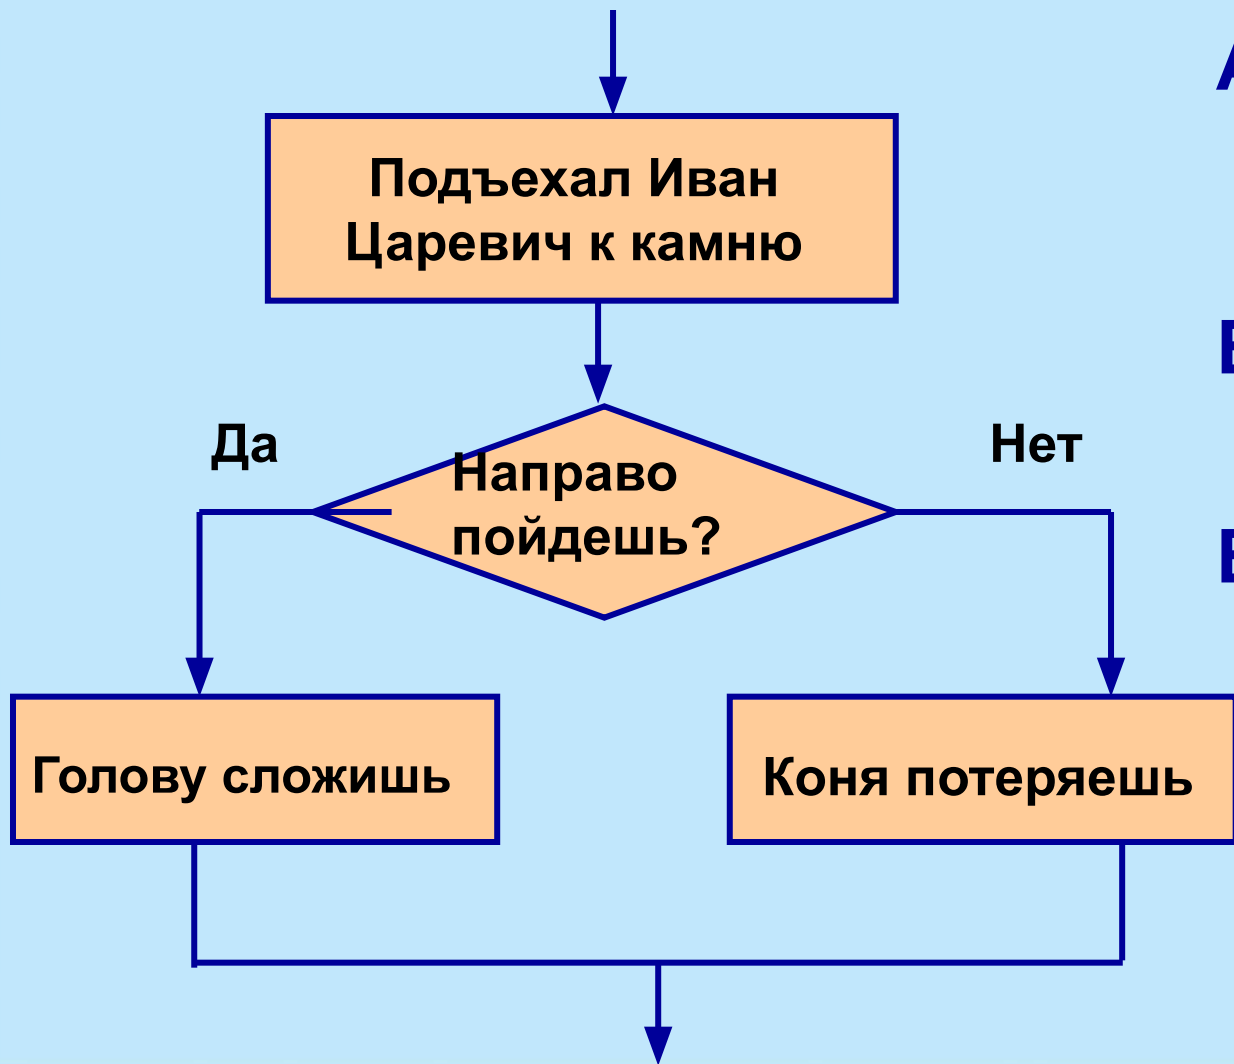 Подъехал Иван
Царевич к камню
Да
Нет
Направо
пойдешь?
Голову сложишь
Коня потеряешь